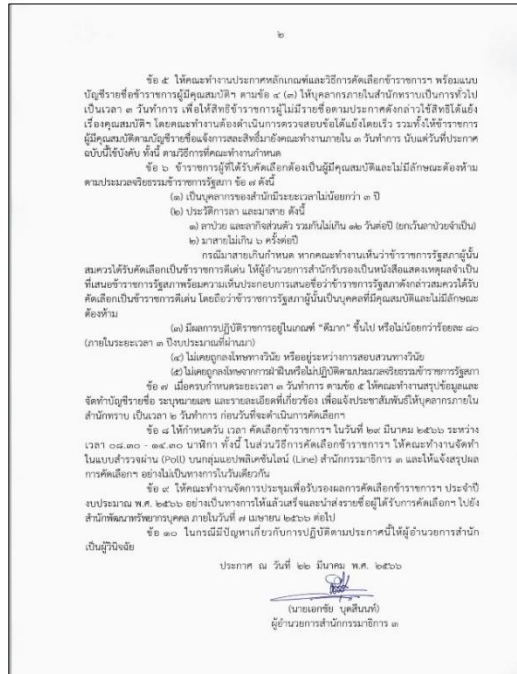 ๒
ข้อ ๕ ให้คณะทำงานประกาศหลักเกณฑ์และวิธีการคัดเลือกข้าราชการฯ พร้อมแนบ
บัญชีรายชื่อข้าราชการผู้มีคุณสมบัติฯ ตามข้อ ๔ (๓) ให้บุคลากรภายในสำนักทราบเป็นการทั่วไป
เป็นเวลา ๓ วันทำการ เพื่อให้สิทธิข้าราชการผู้ไม่มีรายชื่อตามประกาศดังกล่าวใช้สิทธิโต้แย้ง
เรื่องคุณสมบัติฯ โดยคณะทำงานต้องดำเนินการตรวจสอบข้อโต้แย้งโดยเร็ว รวมทั้งให้ข้าราชการ
ผู้มีคุณสมบัติตามบัญชีรายชื่อแจ้งการสละสิทธิ์มายังคณะทำงานภายใน ๓ วันทำการ นับแต่วันที่ประกาศ
ฉบับนี้ใช้บังคับ ทั้งนี้ ตามวิธีการที่คณะทำงานกำหนด
ข้อ ๖ ข้าราชการผู้ที่ได้รับคัดเลือกต้องเป็นผู้มีคุณสมบัติและไม่มีลักษณะต้องห้าม
ตามประมวลจริยธรรมข้าราชการรัฐสภา ข้อ ๗ ดังนี้
(๑) เป็นบุคลากรของสำนักมีระยะเวลาไม่น้อยกว่า ๓ ปี
(๒) ประวัติการลา และมาสาย ดังนี้
๑) ลาป่วย และลากิจส่วนตัว รวมกันไม่เกิน ๑๒ วันต่อปี (ยกเว้นลาป่วยจำเป็น)
๒) มาสายไม่เกิน ๖ ครั้งต่อปี
กรณีมาสายเกินกำหนด หากคณะทำงานเห็นว่าข้าราชการรัฐสภาผู้นั้น
สมควรได้รับคัดเลือกเป็นข้าราชการดีเด่น ให้ผู้อำนวยการสำนักรับรองเป็นหนังสือแสดงเหตุผลจำเป็น
ที่เสนอข้าราชการรัฐสภาพร้อมความเห็นประกอบการเสนอชื่อว่าข้าราชการรัฐสภาดังกล่าวสมควรได้รับ
คัดเลือกเป็นข้าราชการดีเด่น โดยถือว่าข้าราชการรัฐสภาผู้นั้นเป็นบุคคลที่มีคุณสมบัติและไม่มีลักษณะ
ต้องห้าม
(๓) มีผลการปฏิบัติราชการอยู่ในเกณฑ์ “ดีมาก” ขึ้นไป หรือไม่น้อยกว่าร้อยละ ๘๐
(ภายในระยะเวลา ๓ ปีงบประมาณที่ผ่านมา)
(๔) ไม่เคยถูกลงโทษทางวินัย หรืออยู่ระหว่างการสอบสวนทางวินัย
(๕) ไม่เคยถูกลงโทษจากการฝ่าฝืนหรือไม่ปฏิบัติตามประมวลจริยธรรมข้าราชการรัฐสภา
ข้อ ๗ เมื่อครบกำหนดระยะเวลา ๓ วันทำการ ตามข้อ ๕ ให้คณะทำงานสรุปข้อมูลและ
จัดทำบัญชีรายชื่อ ระบุหมายเลข และรายละเอียดที่เกี่ยวข้อง เพื่อแจ้งประชาสัมพันธ์ให้บุคลากรภายใน
สำนักทราบ เป็นเวลา ๒ วันทำการ ก่อนวันที่จะดำเนินการคัดเลือกฯ
ข้อ ๘ ให้กำหนดวัน เวลา คัดเลือกข้าราชการฯ ในวันที่ ๒๙ มีนาคม ๒๕๖๖ ระหว่าง
เวลา ๐๘.๓๐ - ๑๔.๓๐ นาฬิกา ทั้งนี้ ในส่วนวิธีการคัดเลือกข้าราชการฯ ให้คณะทำงานจัดทำ
ในแบบสำรวจผ่าน (Poll) บนกลุ่มแอปพลิเคชันไลน์ (Line) สำนักกรรมาธิการ ๓ และให้แจ้งสรุปผล
การคัดเลือกฯ อย่างไม่เป็นทางการในวันเดียวกัน
ข้อ ๙ ให้คณะทำงานจัดการประชุมเพื่อรับรองผลการคัดเลือกข้าราชการฯ ประจำปี
งบประมาณ พ.ศ. ๒๕๖๖ อย่างเป็นทางการให้แล้วเสร็จและนำส่งรายชื่อผู้ได้รับการคัดเลือกฯ ไปยัง
สำนักพัฒนาทรัพยากรบุคคล ภายในวันที่ ๗ เมษายน ๒๕๖๖ ต่อไป
ข้อ ๑๐ ในกรณีมีปัญหาเกี่ยวกับการปฏิบัติตามประกาศนี้ให้ผู้อำนวยการสำนัก
เป็นผู้วินิจฉัย
ประกาศ ณ วันที่ ๒๒ มีนาคม พ.ศ. ๒๕๖๖
(นายเอกชัย บุดสีนนท์)
ผู้อำนวยการสำนักกรรมาธิการ ๓